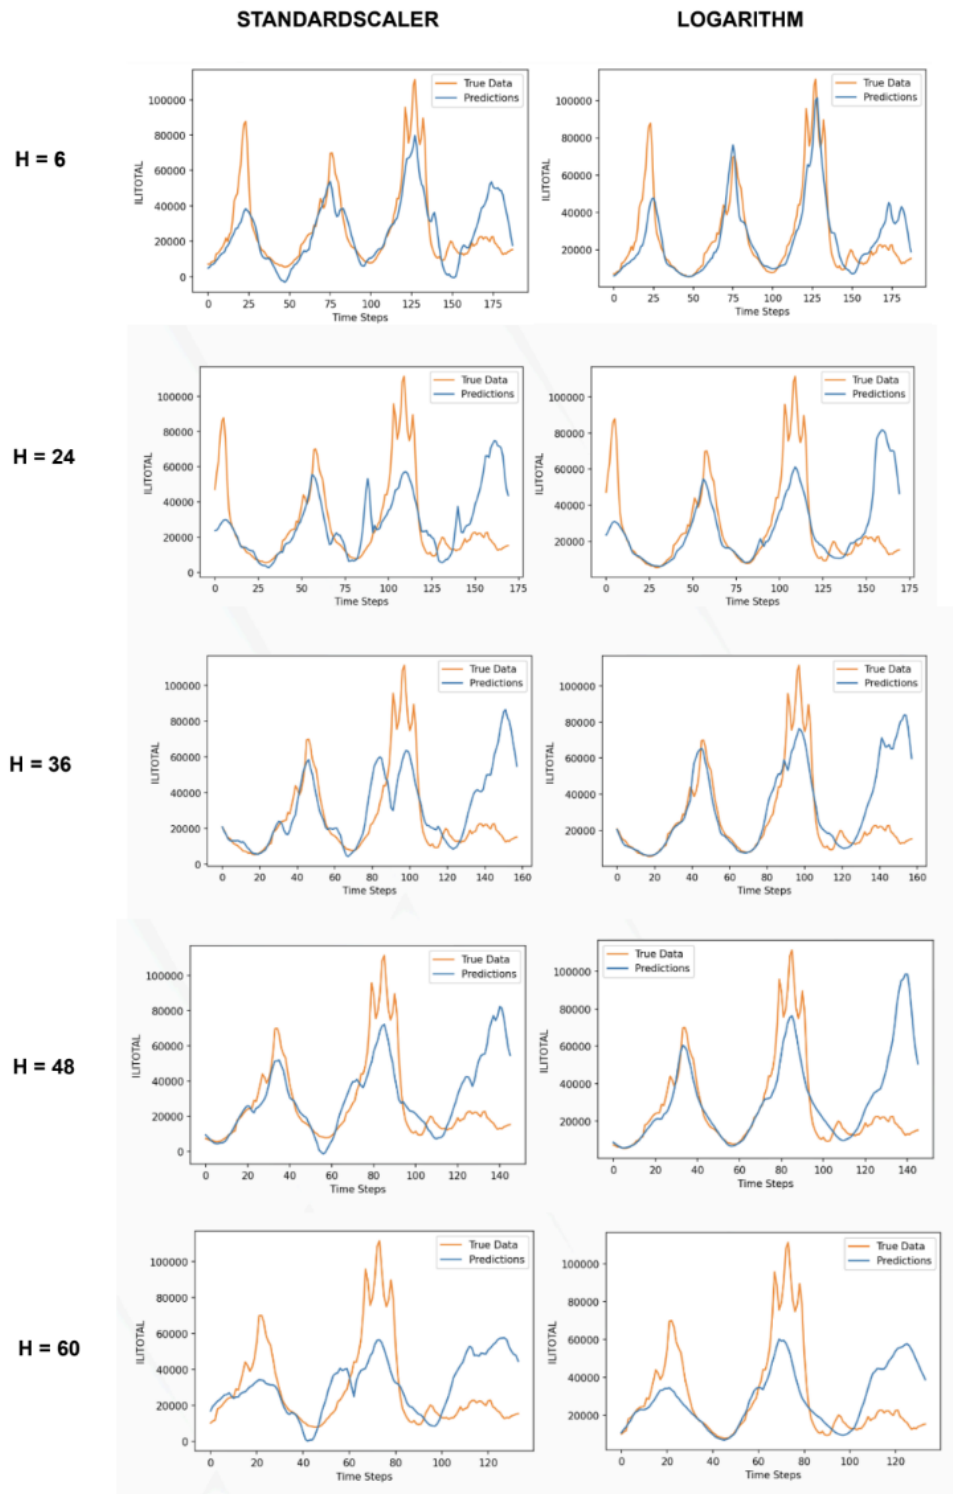 STANDARDSCALER LOGARITHM
H = 6
ILITOTAL
100000
80000
60000
40000
20000
0
True Data
Predictions
0 25 50 75 100 125 150 175
Time Steps
ILITOTAL
100000
80000
60000
40000
20000
True Data
Predictions
0 25 50 75 100 125 150 175
Time Steps
H = 24
ILITOTAL
100000
80000
60000
40000
20000
0
True Data
Predictions
0 25 50 75 100 125 150 175
Time Steps
ILITOTAL
100000
80000
60000
40000
20000
True Data
Predictions
0 25 50 75 100 125 150 175
Time Steps
H = 36
ILITOTAL
100000
80000
60000
40000
20000
0
True Data
Predictions
0 20 40 60 80 100 120 140 160
Time Steps
ILITOTAL
100000
80000
60000
40000
20000
True Data
Predictions
0 20 40 60 80 100 120 140 160
Time Steps
H = 48
ILITOTAL
100000
80000
60000
40000
20000
0
True Data
Predictions
0 20 40 60 80 100 120 140
Time Steps
ILITOTAL
100000
80000
60000
40000
20000
True Data
Predictions
0 20 40 60 80 100 120 140
Time Steps
H = 60
ILITOTAL
100000
80000
60000
40000
20000
0
True Data
Predictions
0 20 40 60 80 100 120
Time Steps
ILITOTAL
100000
80000
60000
40000
20000
True Data
Predictions
0 20 40 60 80 100 120
Time Steps